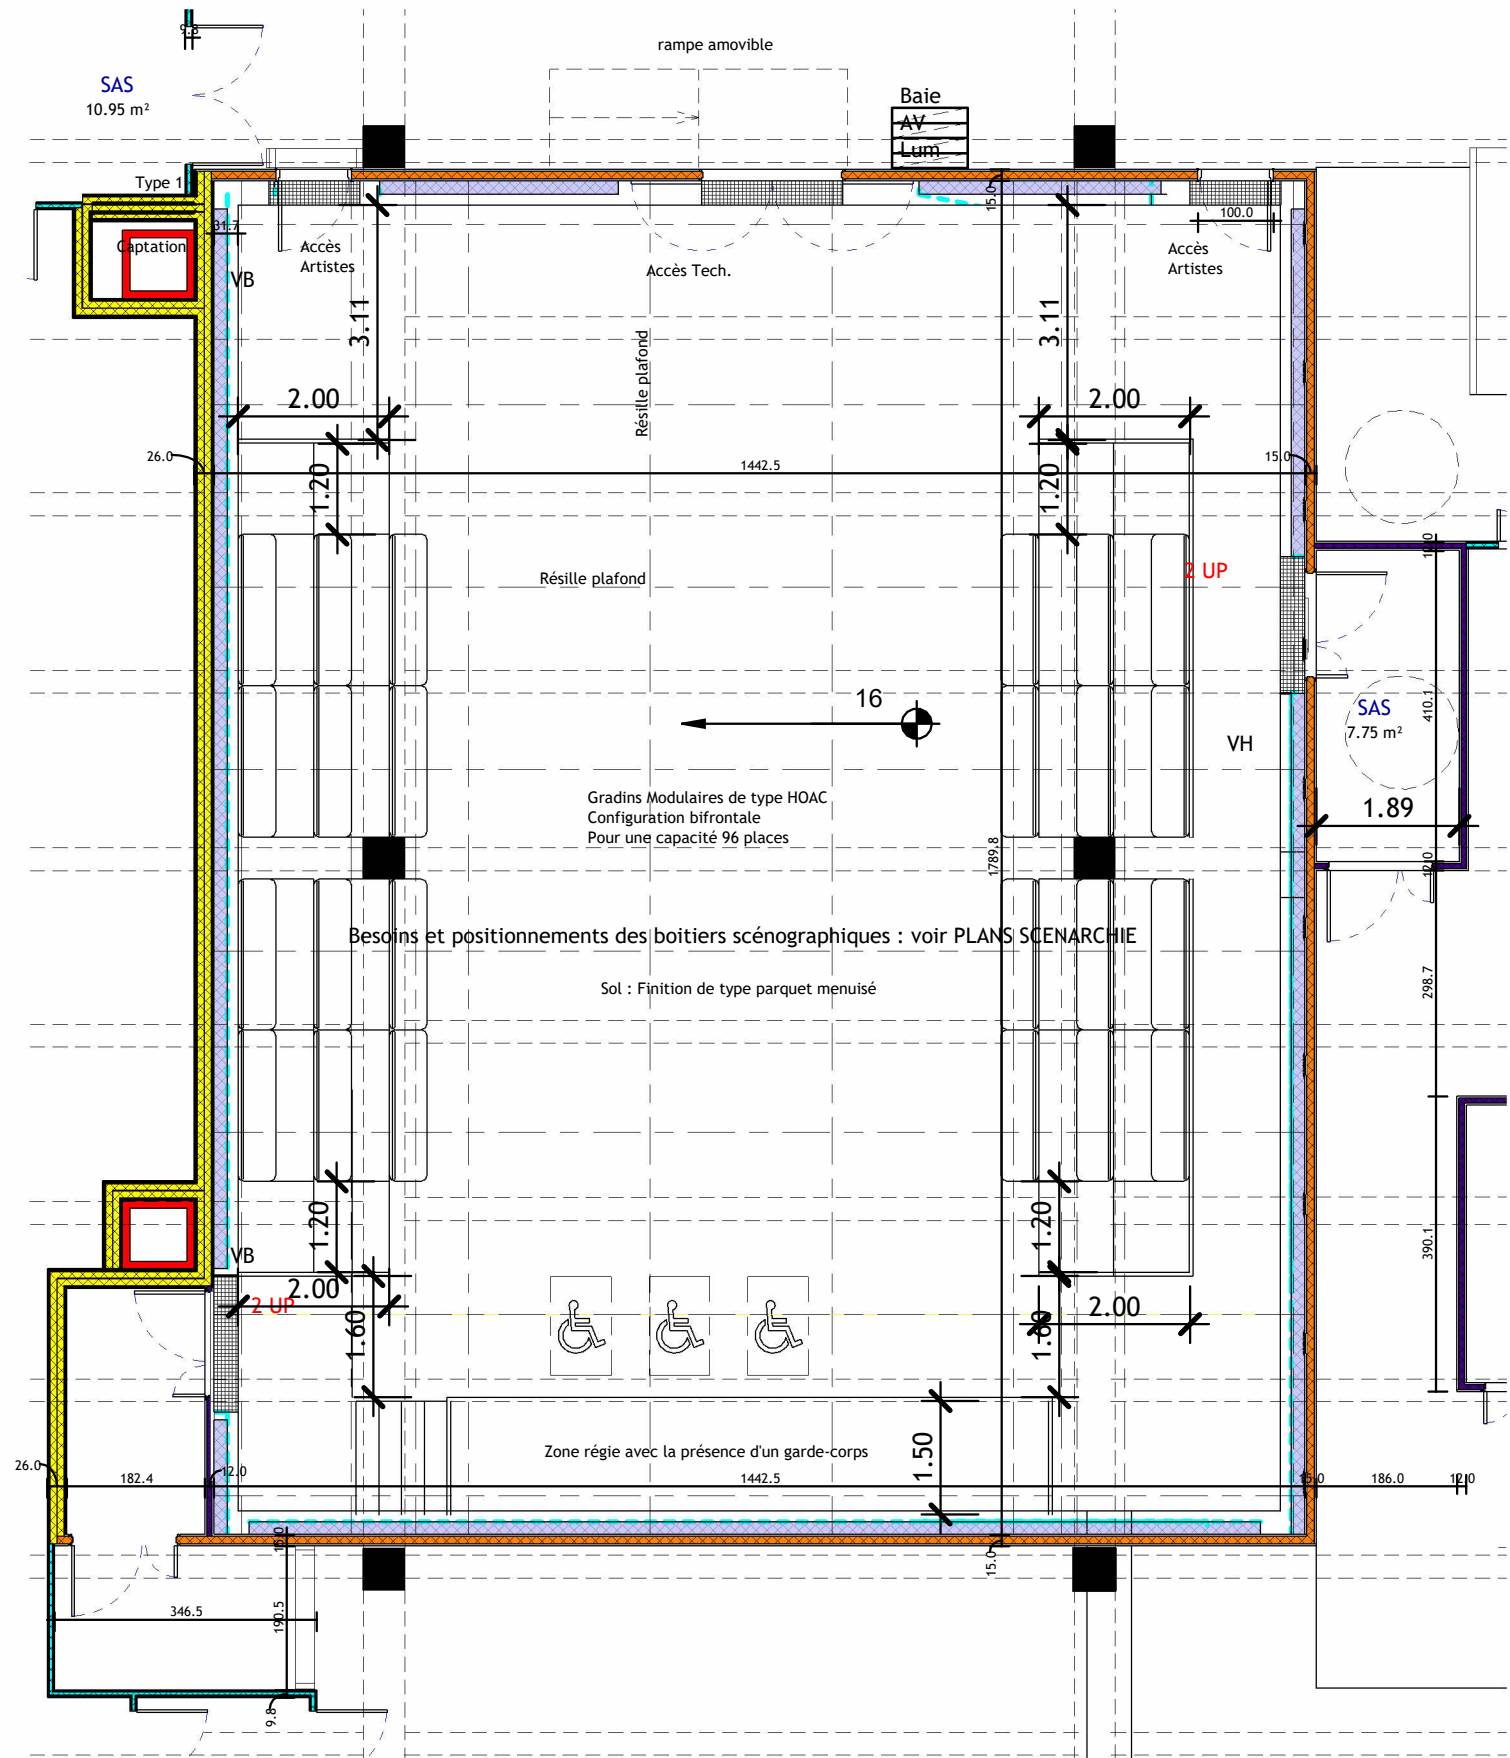 9.8
rampe amovible
SAS
10.95 m²
Baie
AV
Lum
Type 1
15.0
31.7
100.0
Captation
Accès
Artistes
Accès Tech.
Accès
Artistes
VB
3.11
3.11
Résille plafond
2.00
2.00
26.0
1442.5
15.0
1.20
1.20
Résille plafond
2 UP
16
SAS
7.75 m²
410.1
VH
Gradins Modulaires de type HOAC
Configuration bifrontale
Pour une capacité 96 places
1.89
1789.8
12.0
Besoins et positionnements des boitiers scénographiques : voir PLANS SCENARCHIE
Sol : Finition de type parquet menuisé
298.7
1.20
1.20
390.1
VB
2.00
2 UP
2.00
1.60
1.60
Zone régie avec la présence d'un garde-corps
1.50
26.0
182.4
12.0
1442.5
15.0
186.0
12.0
15.0
15.0
346.5
190.5
9.8